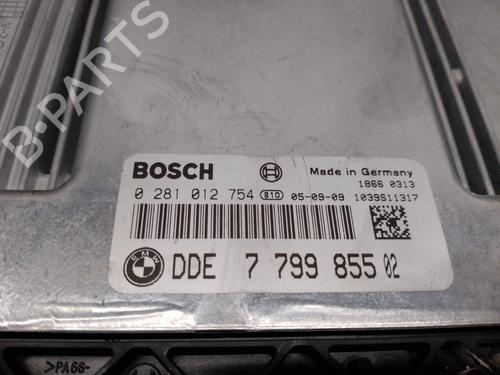 B-PARTS
BOSCH
Made in Germany
1866 0313
0 281 012 754 810 05-09-09 1039S11317
BMW
DDE 7 799 855 02
>PA66-